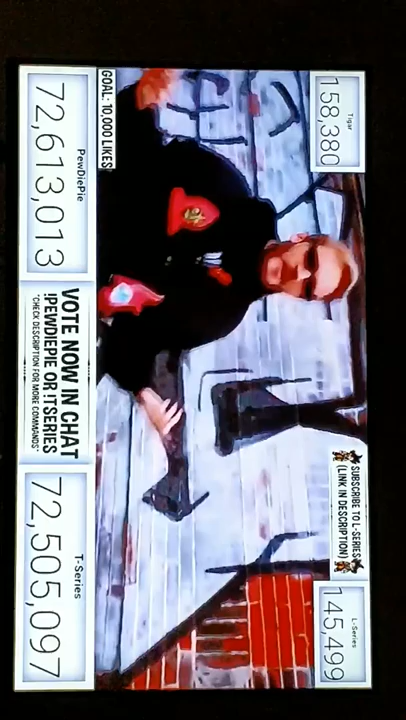 Tigar
158,380
SUBSCRIBE TO L-SERIES
(LINK IN DESCRIPTION)
L-Series
145,499
GOAL: 10,000 LIKES
PewDiePie
72,613,013
VOTE NOW IN CHAT
!PEWDIEPIE OR !TSERIES
*CHECK DESCRIPTION FOR MORE COMMANDS*
T-Series
72,505,097